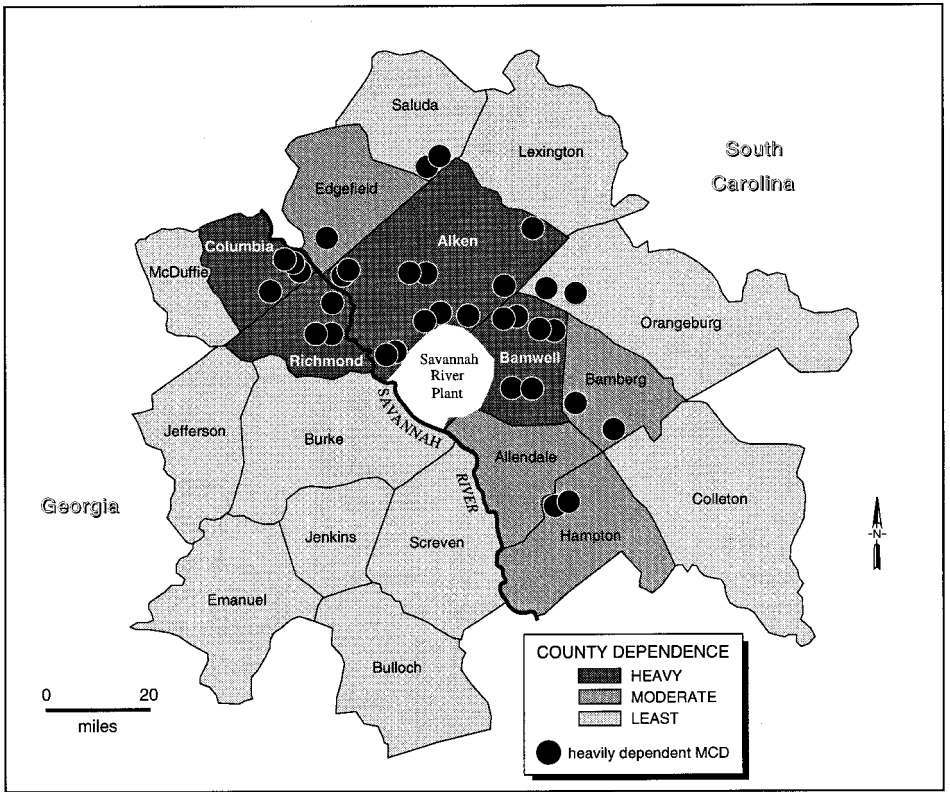 Saluda
Lexington
South
Carolina
Edgefield
Columbia
Aiken
McDuffie
Orangeburg
Richmond
Savannah
River
Plant
Barnwell
Bamberg
SAVANNAH
RIVER
Jefferson
Burke
Allendale
Georgia
Colleton
-N-
Jenkins
Screven
Hampton
Emanuel
Bulloch
COUNTY DEPENDENCE
HEAVY
MODERATE
LEAST
heavily dependent MCD
0 20
miles